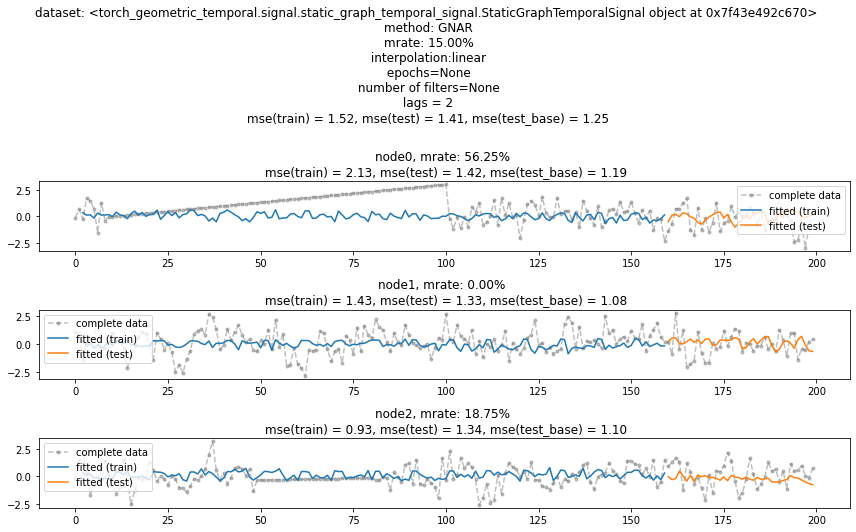 dataset: <torch_geometric_temporal.signal.static_graph_temporal_signal.StaticGraphTemporalSignal object at 0x7f43e492c670>
method: GNAR
mrate: 15.00%
interpolation:linear
epochs=None
number of filters=None
lags = 2
mse(train) = 1.52, mse(test) = 1.41, mse(test_base) = 1.25
node0, mrate: 56.25%
mse(train) = 2.13, mse(test) = 1.42, mse(test_base) = 1.19
2.5
0.0
−2.5
complete data
fitted (train)
fitted (test)
0 25 50 75 100 125 150 175 200
node1, mrate: 0.00%
mse(train) = 1.43, mse(test) = 1.33, mse(test_base) = 1.08
2.5
0.0
−2.5
complete data
fitted (train)
fitted (test)
0 25 50 75 100 125 150 175 200
node2, mrate: 18.75%
mse(train) = 0.93, mse(test) = 1.34, mse(test_base) = 1.10
2.5
0.0
−2.5
complete data
fitted (train)
fitted (test)
0 25 50 75 100 125 150 175 200